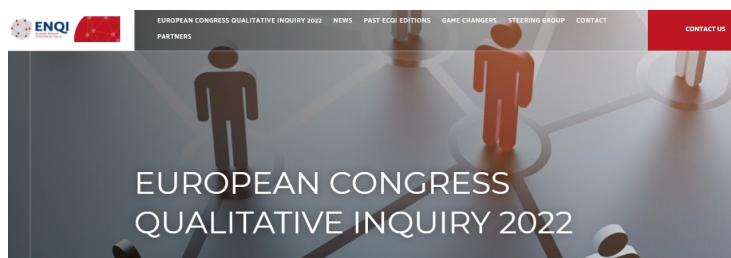 ENQI
EUROPEAN CONGRESS QUALITATIVE INQUIRY 2022 NEWS PAST ECQI EDITIONS GAME CHANGERS STEERING GROUP CONTACT
PARTNERS
CONTACT US
EUROPEAN CONGRESS
QUALITATIVE INQUIRY 2022